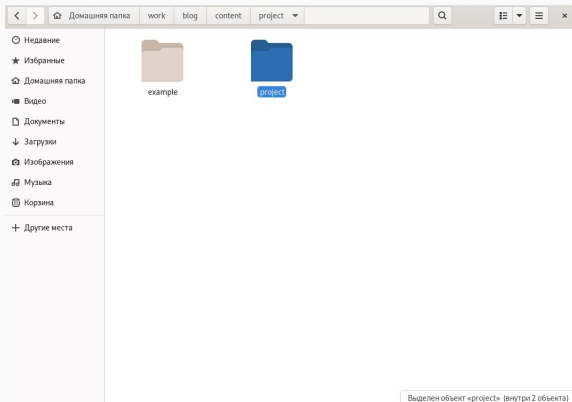 Домашняя папка work blog content project
Недавние
Избранные
Домашняя папка
Видео
Документы
Загрузки
Изображения
Музыка
Корзина
Другие места
example project
Выделен объект «project» (внутри 2 объекта)